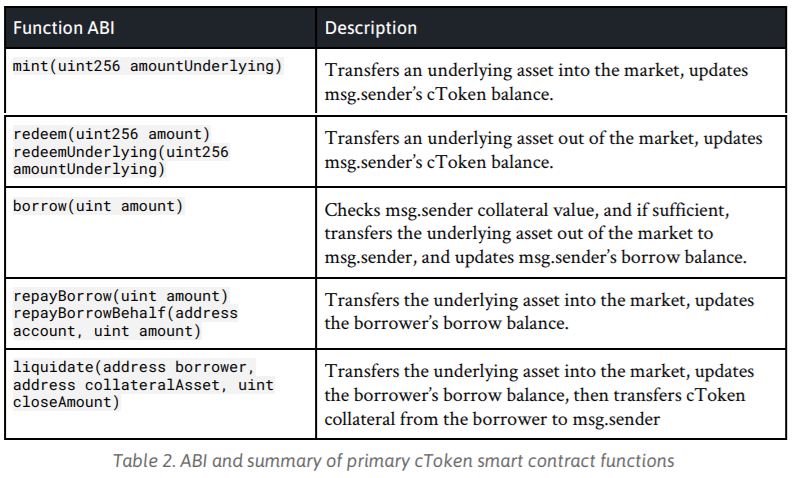 Function ABI
Description
mint(uint256 amountUnderlying)
Transfers an underlying asset into the market, updates
msg.sender’s cToken balance.
redeem(uint256 amount)
redeemUnderlying(uint256
amountUnderlying)
Transfers an underlying asset out of the market, updates
msg.sender’s cToken balance.
borrow(uint amount)
Checks msg.sender collateral value, and if sufficient,
transfers the underlying asset out of the market to
msg.sender, and updates msg.sender’s borrow balance.
repayBorrow(uint amount)
repayBorrowBehalf(address
account, uint amount)
Transfers the underlying asset into the market, updates
the borrower’s borrow balance.
liquidate(address borrower,
address collateralAsset, uint
closeAmount)
Transfers the underlying asset into the market, updates
the borrower’s borrow balance, then transfers cToken
collateral from the borrower to msg.sender
Table 2. ABI and summary of primary cToken smart contract functions